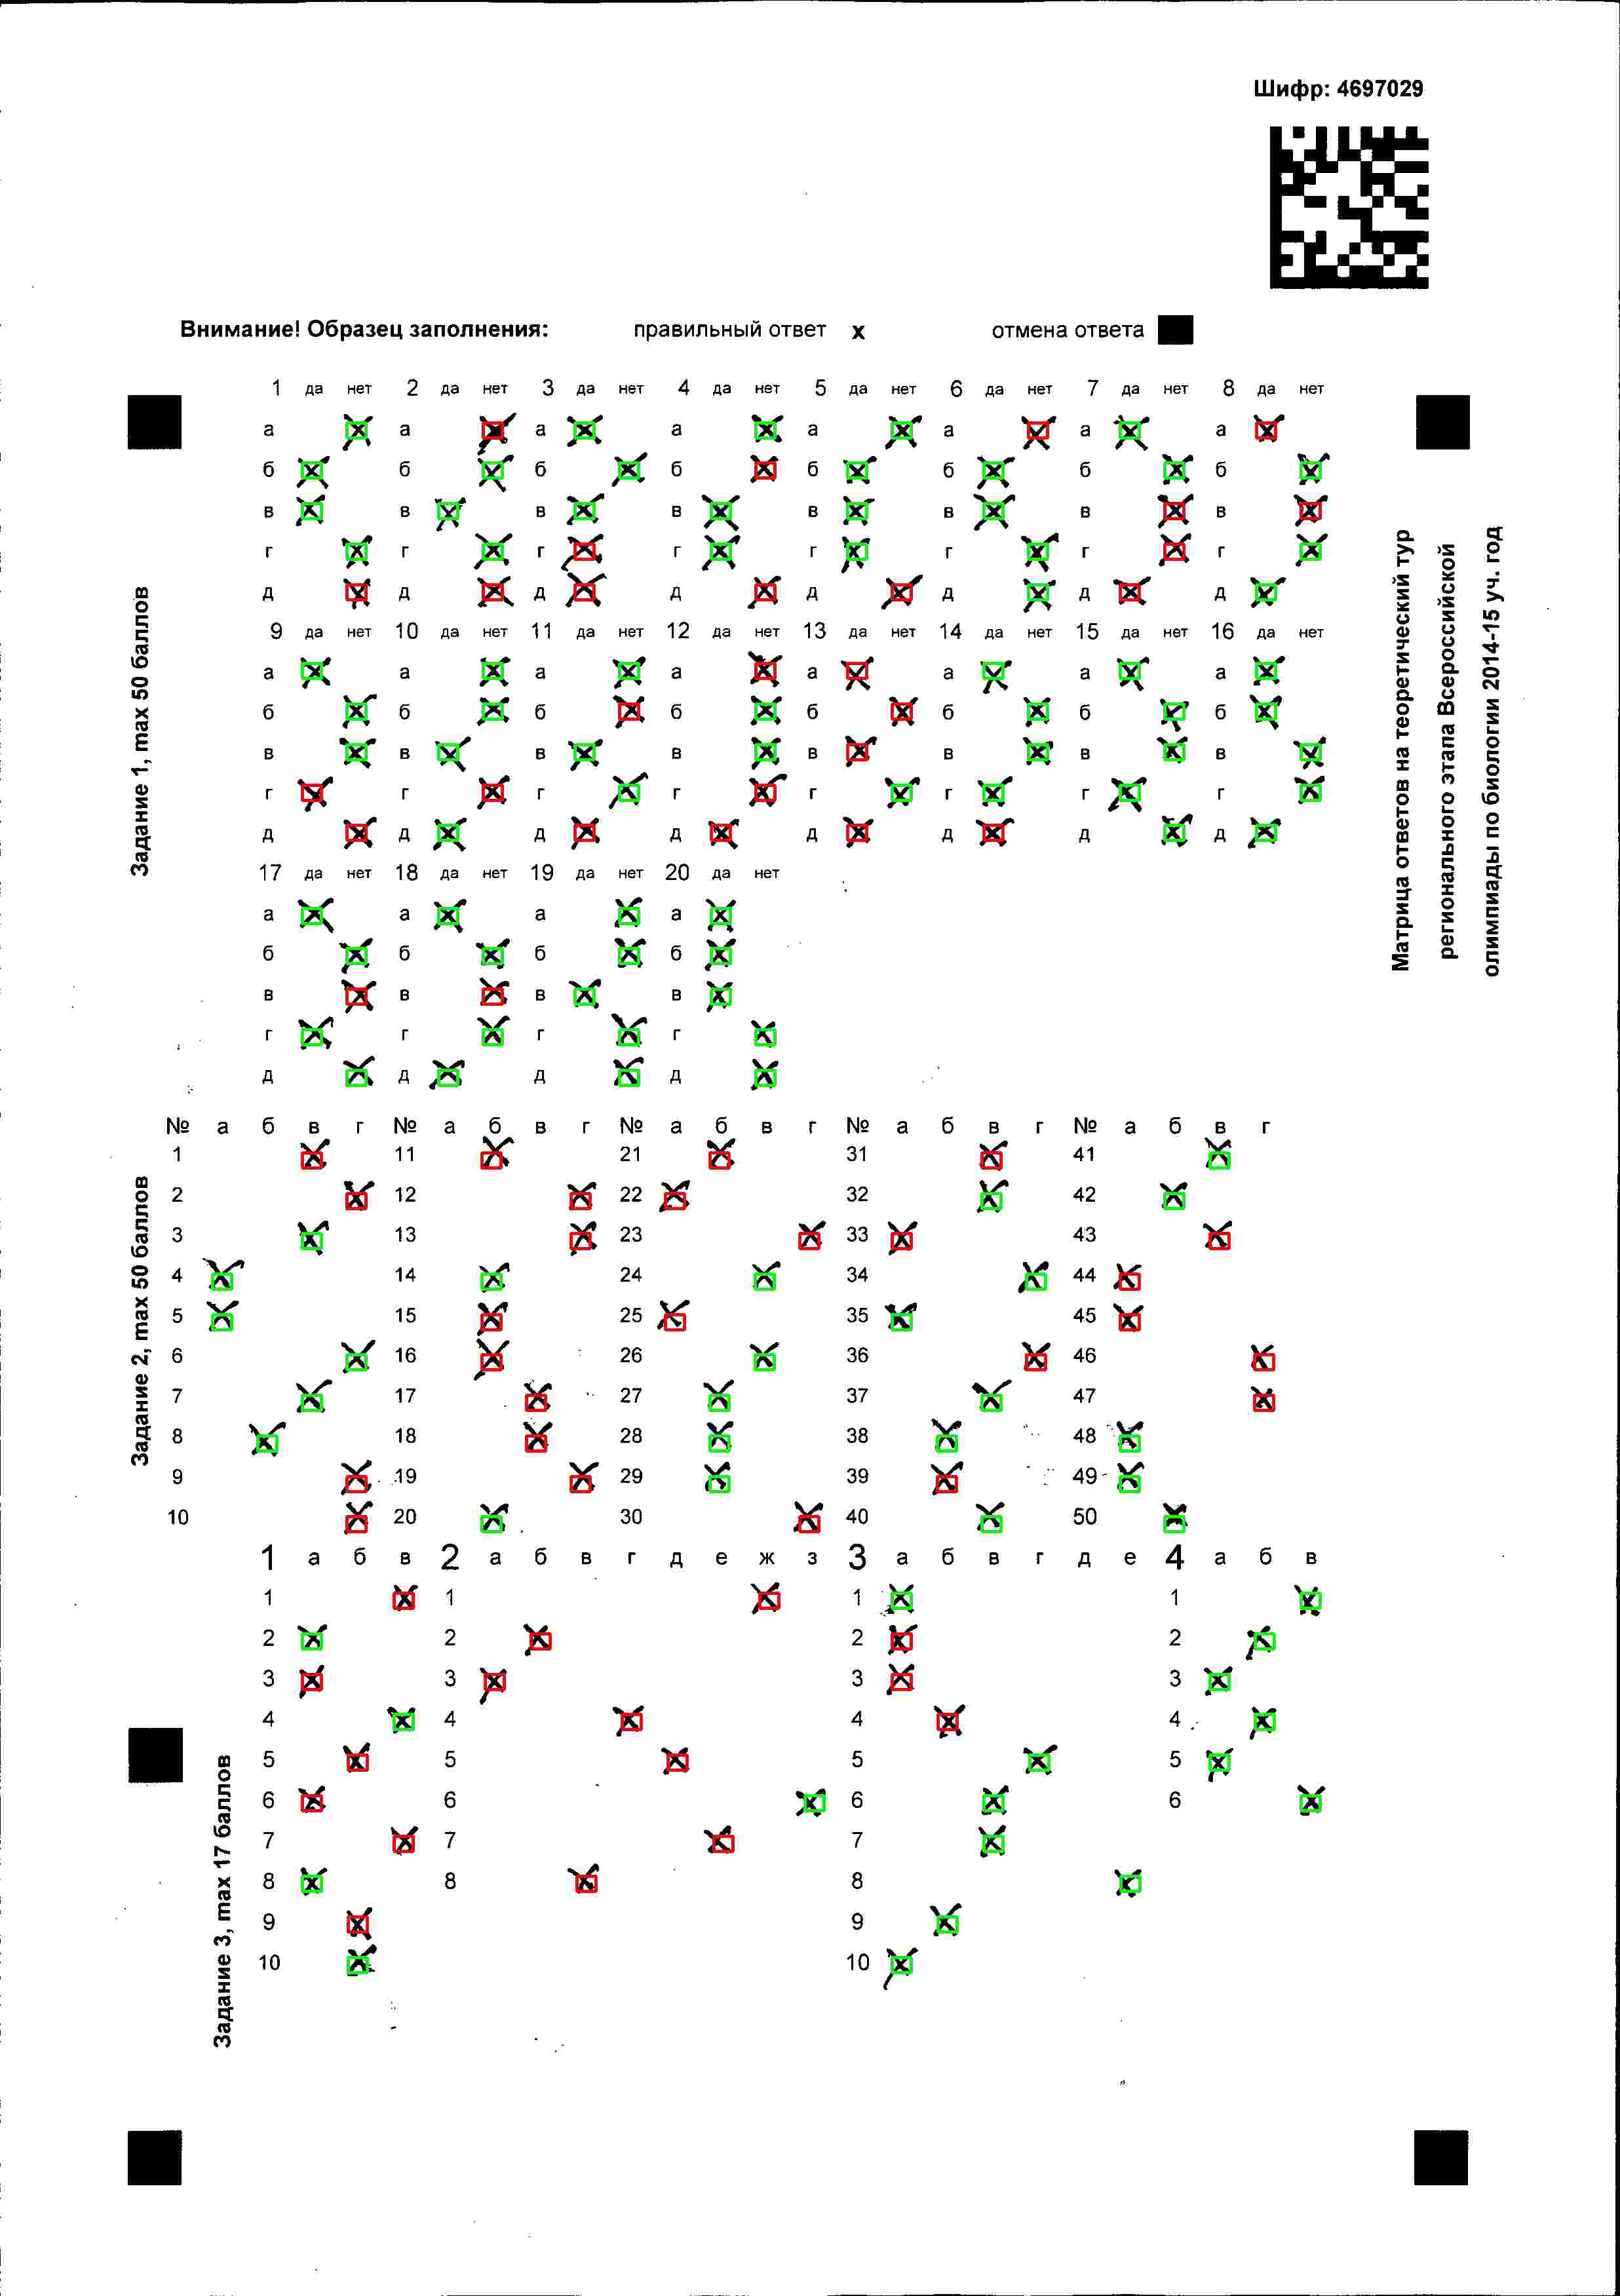 Шифр: 4697029
Внимание! Образец заполнения: правильный ответ х отмена ответа
1 да нет 2 да нет 3 да нет 4 да нет 5 да нет 6 да нет 7 да нет 8 да нет
а а а а а а а а
б б б б б б б б
в в в в в в в в
г г г г г г г г
д д д д д д д д
9 да нет 10 да нет 11 да нет 12 да нет 13 да нет 14 да нет 15 да нет 16 да нет
а а а а а а а а
б б б б б б б б
в в в в в в в в
г г г г г г г г
д д д д д д д д
17 да нет 18 да нет 19 да нет 20 да нет
а а а а
б б б б
в в в в
г г г г
д д д д
Задание 1, max 50 баллов
Матрица ответов на теоретический тур
регионального этапа Всероссийской
олимпиады по биологии 2014-15 уч. год
№ а б в г № а б в г № а б в г № а б в г № а б в г
1 11 21 31 41
2 12 22 32 42
3 13 23 33 43
4 14 24 34 44
5 15 25 35 45
6 16 26 36 46
7 17 27 37 47
8 18 28 38 48
9 19 29 39 49
10 20 30 40 50
Задание 2, max 50 баллов
1 а б в 2 а б в г д е ж з 3 а б в г д е 4 а б в
1 1 1 1
2 2 2 2
3 3 3 3
4 4 4 4
5 5 5 5
6 6 6 6
7 7 7
8 8 8
9 9
10 10
Задание 3, max 17 баллов